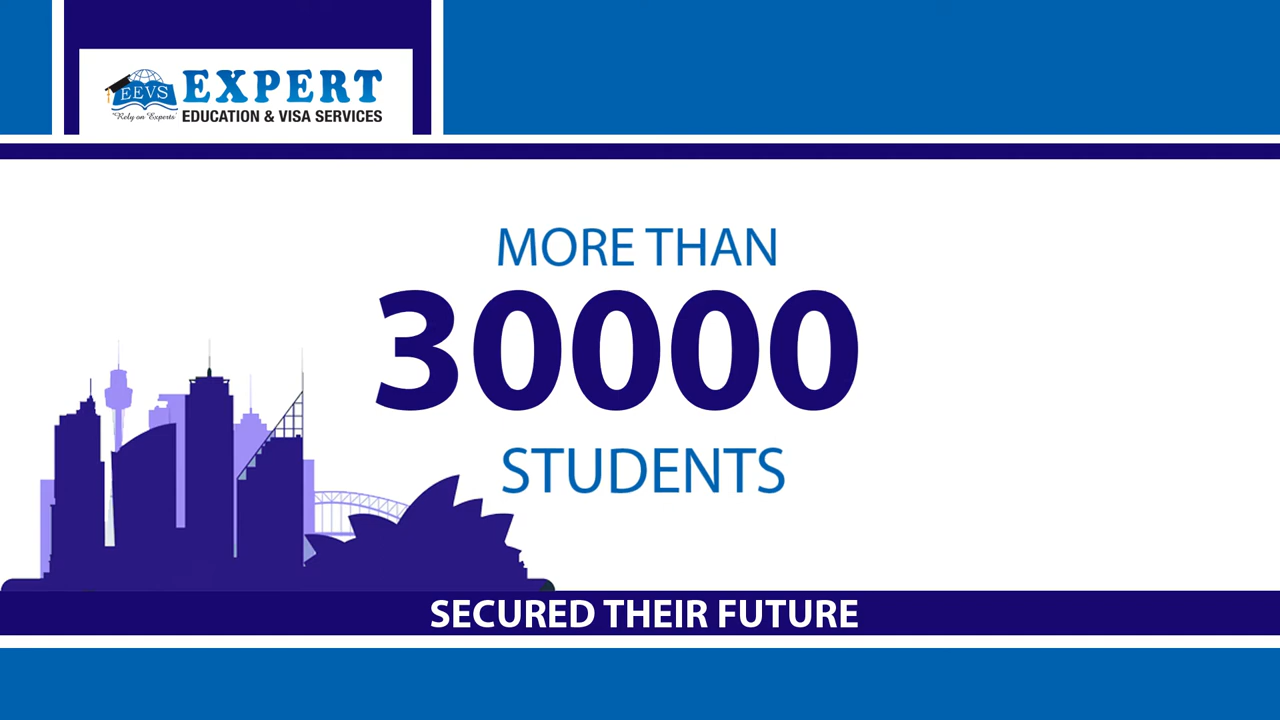 EEVS
"Rely on Experts"
EXPERT
EDUCATION & VISA SERVICES
MORE THAN
30000
STUDENTS
SECURED THEIR FUTURE